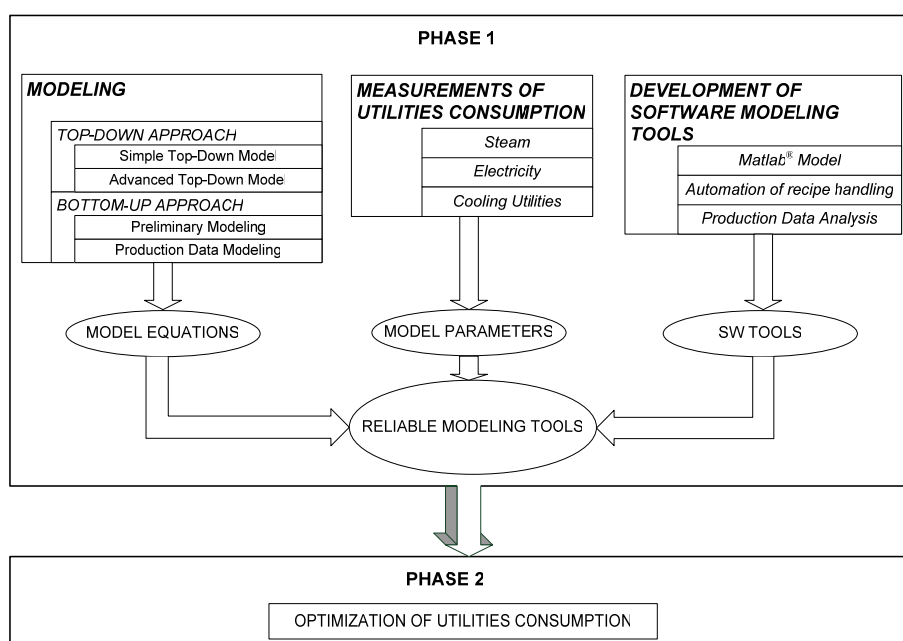 PHASE 1
MODELING
TOP-DOWN APPROACH
Simple Top-Down Model
Advanced Top-Down Model
BOTTOM-UP APPROACH
Preliminary Modeling
Production Data Modeling
MEASUREMENTS OF
UTILITIES CONSUMPTION
Steam
Electricity
Cooling Utilities
DEVELOPMENT OF
SOFTWARE MODELING
TOOLS
Matlab® Model
Automation of recipe handling
Production Data Analysis
MODEL EQUATIONS
MODEL PARAMETERS
SW TOOLS
RELIABLE MODELING TOOLS
PHASE 2
OPTIMIZATION OF UTILITIES CONSUMPTION